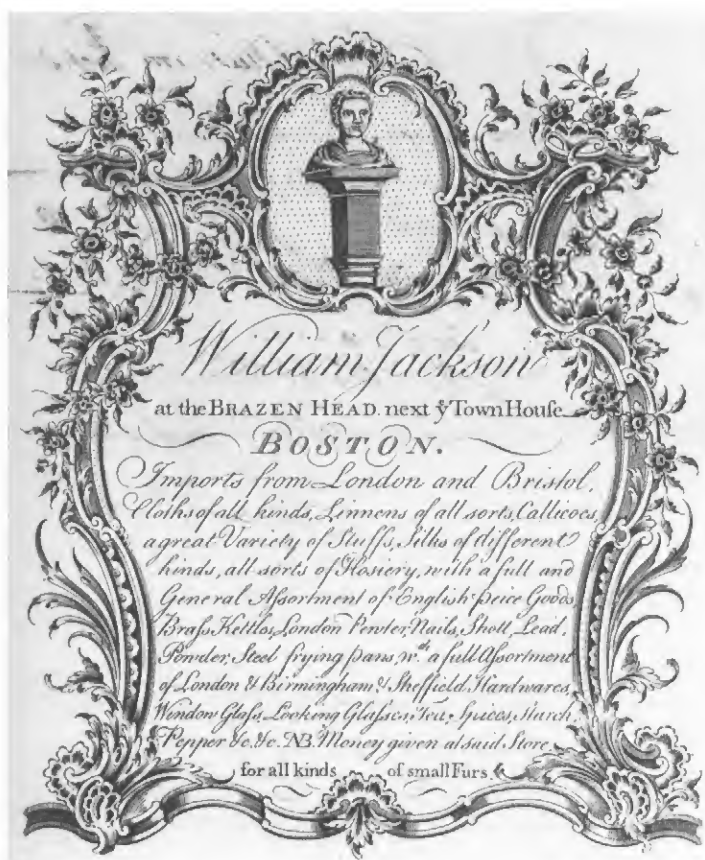 William Jackson
at the BRAZEN HEAD. next yᵉ Town Houſe
BOSTON.
Imports from London and Bristol,
Cloths of all kinds, Linnens of all sorts, Callicoes,
a great Variety of Stuffs, Silks of different
kinds, all sorts of Hosiery, with a full and
General Aſsortment of English peice Goods
Braſs Kettles, London Pewter, Nails, Shott, Lead,
Powder, Steel frying pans, wᵗʰ a full Aſsortment
of London & Birmingham & Sheffield Hardwares,
Window Glaſs, Looking Glaſses, Tea, Spices, Starch
Pepper &c. &c. NB. Money given at said Store
for all kinds of small Furs